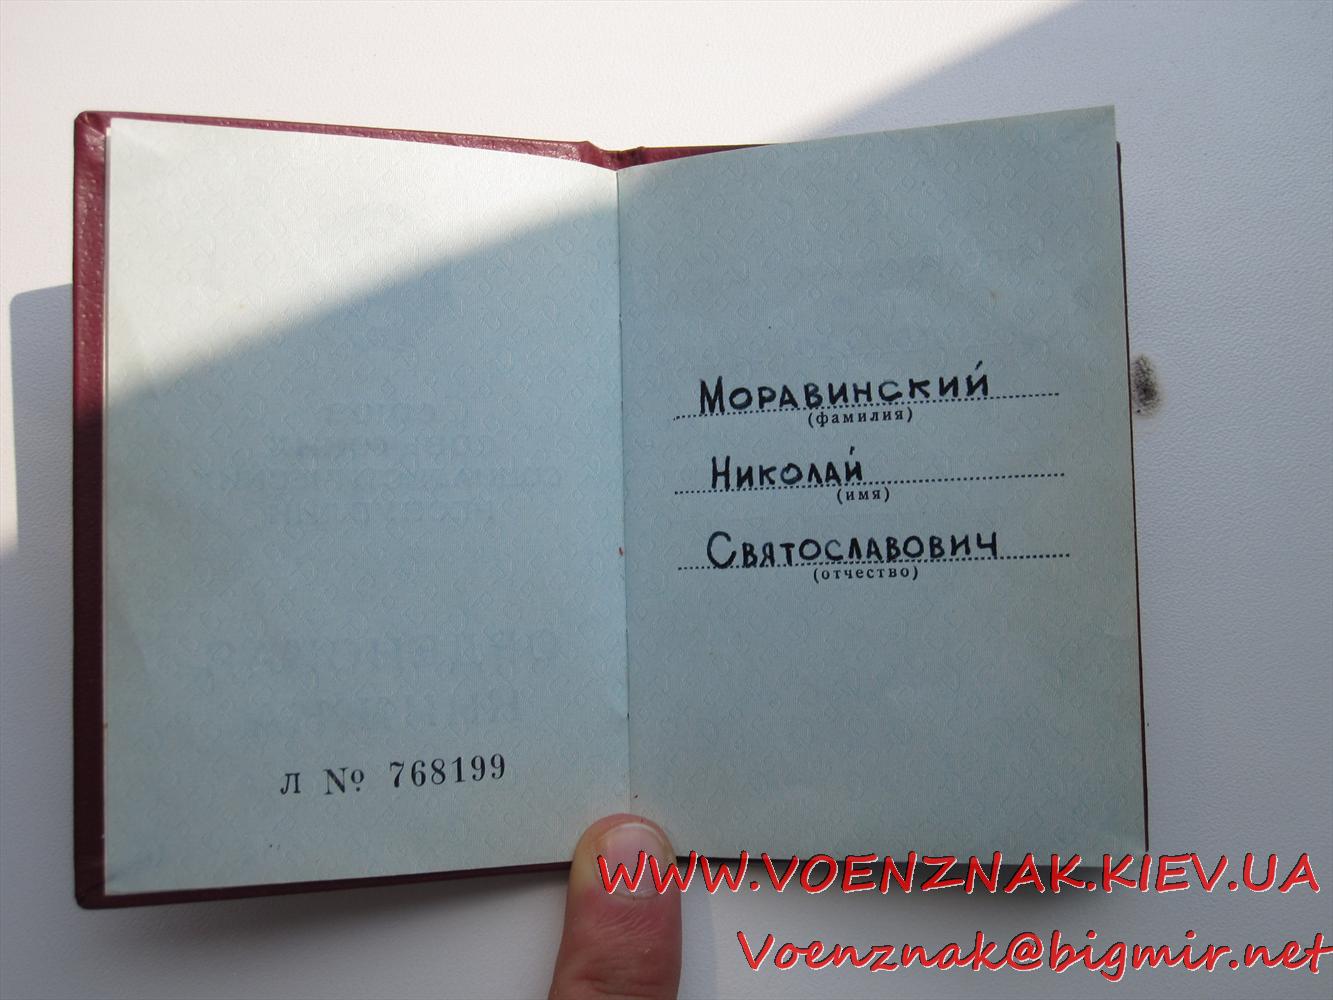 Л № 768199
Моравинский
(фамилия)
Николай
(имя)
Святославович
(отчество)
WWW.VOENZNAK.KIEV.UA
Voenznak@bigmir.net